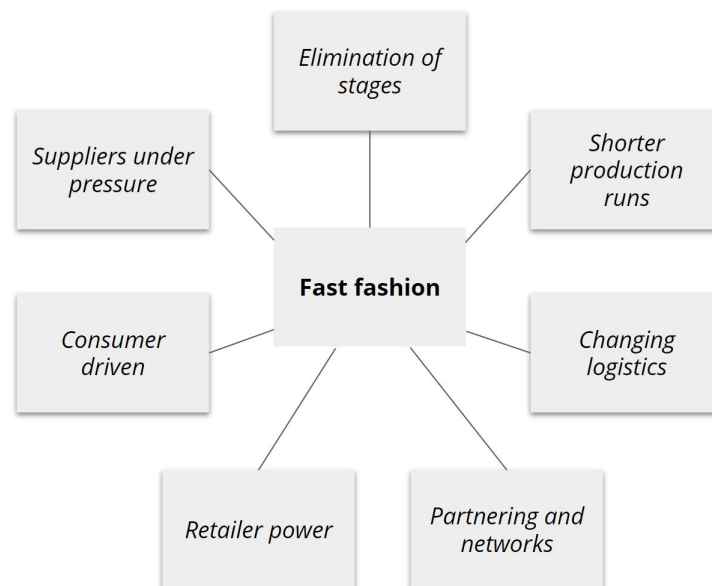 Elimination of
stages
Suppliers under
pressure
Shorter
production
runs
Fast fashion
Consumer
driven
Changing
logistics
Retailer power
Partnering and
networks